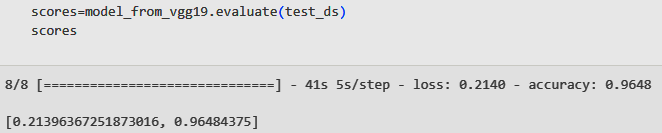 scores=model_from_vgg19.evaluate(test_ds)
scores
8/8 [==============================] - 41s 5s/step - loss: 0.2140 - accuracy: 0.9648
[0.21396367251873016, 0.96484375]